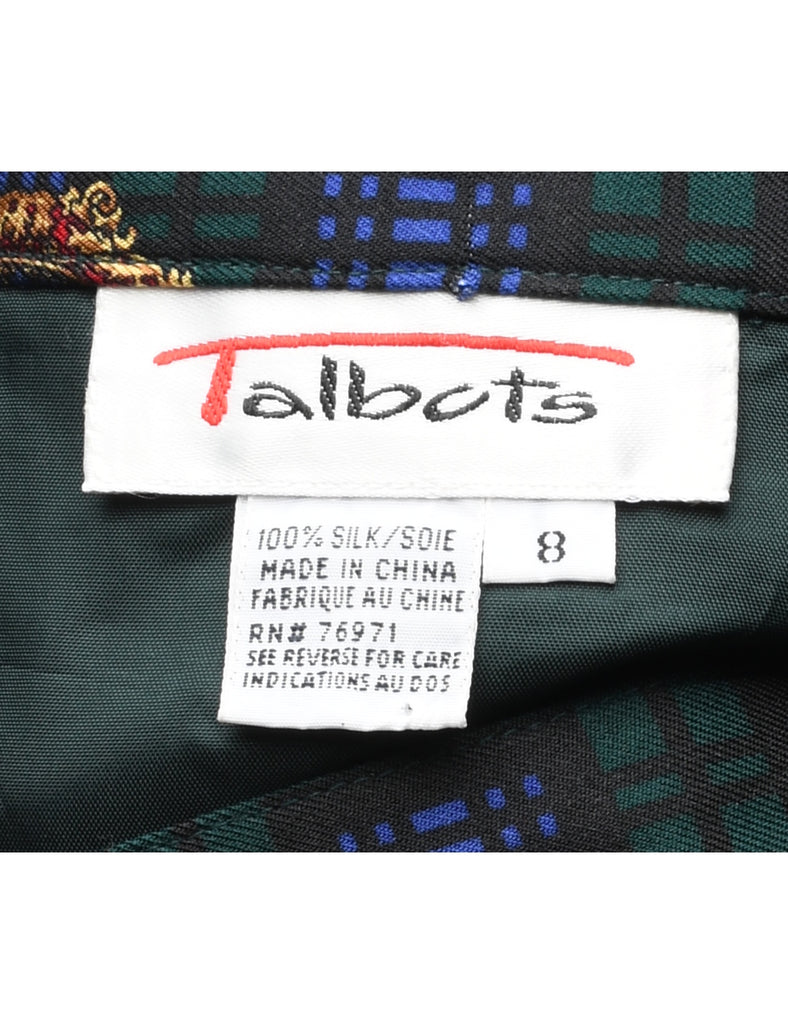 Talbots
100% SILK/SOIE
MADE IN CHINA
FABRIQUE AU CHINE
RN# 76971
SEE REVERSE FOR CARE
INDICATIONS AU DOS
8